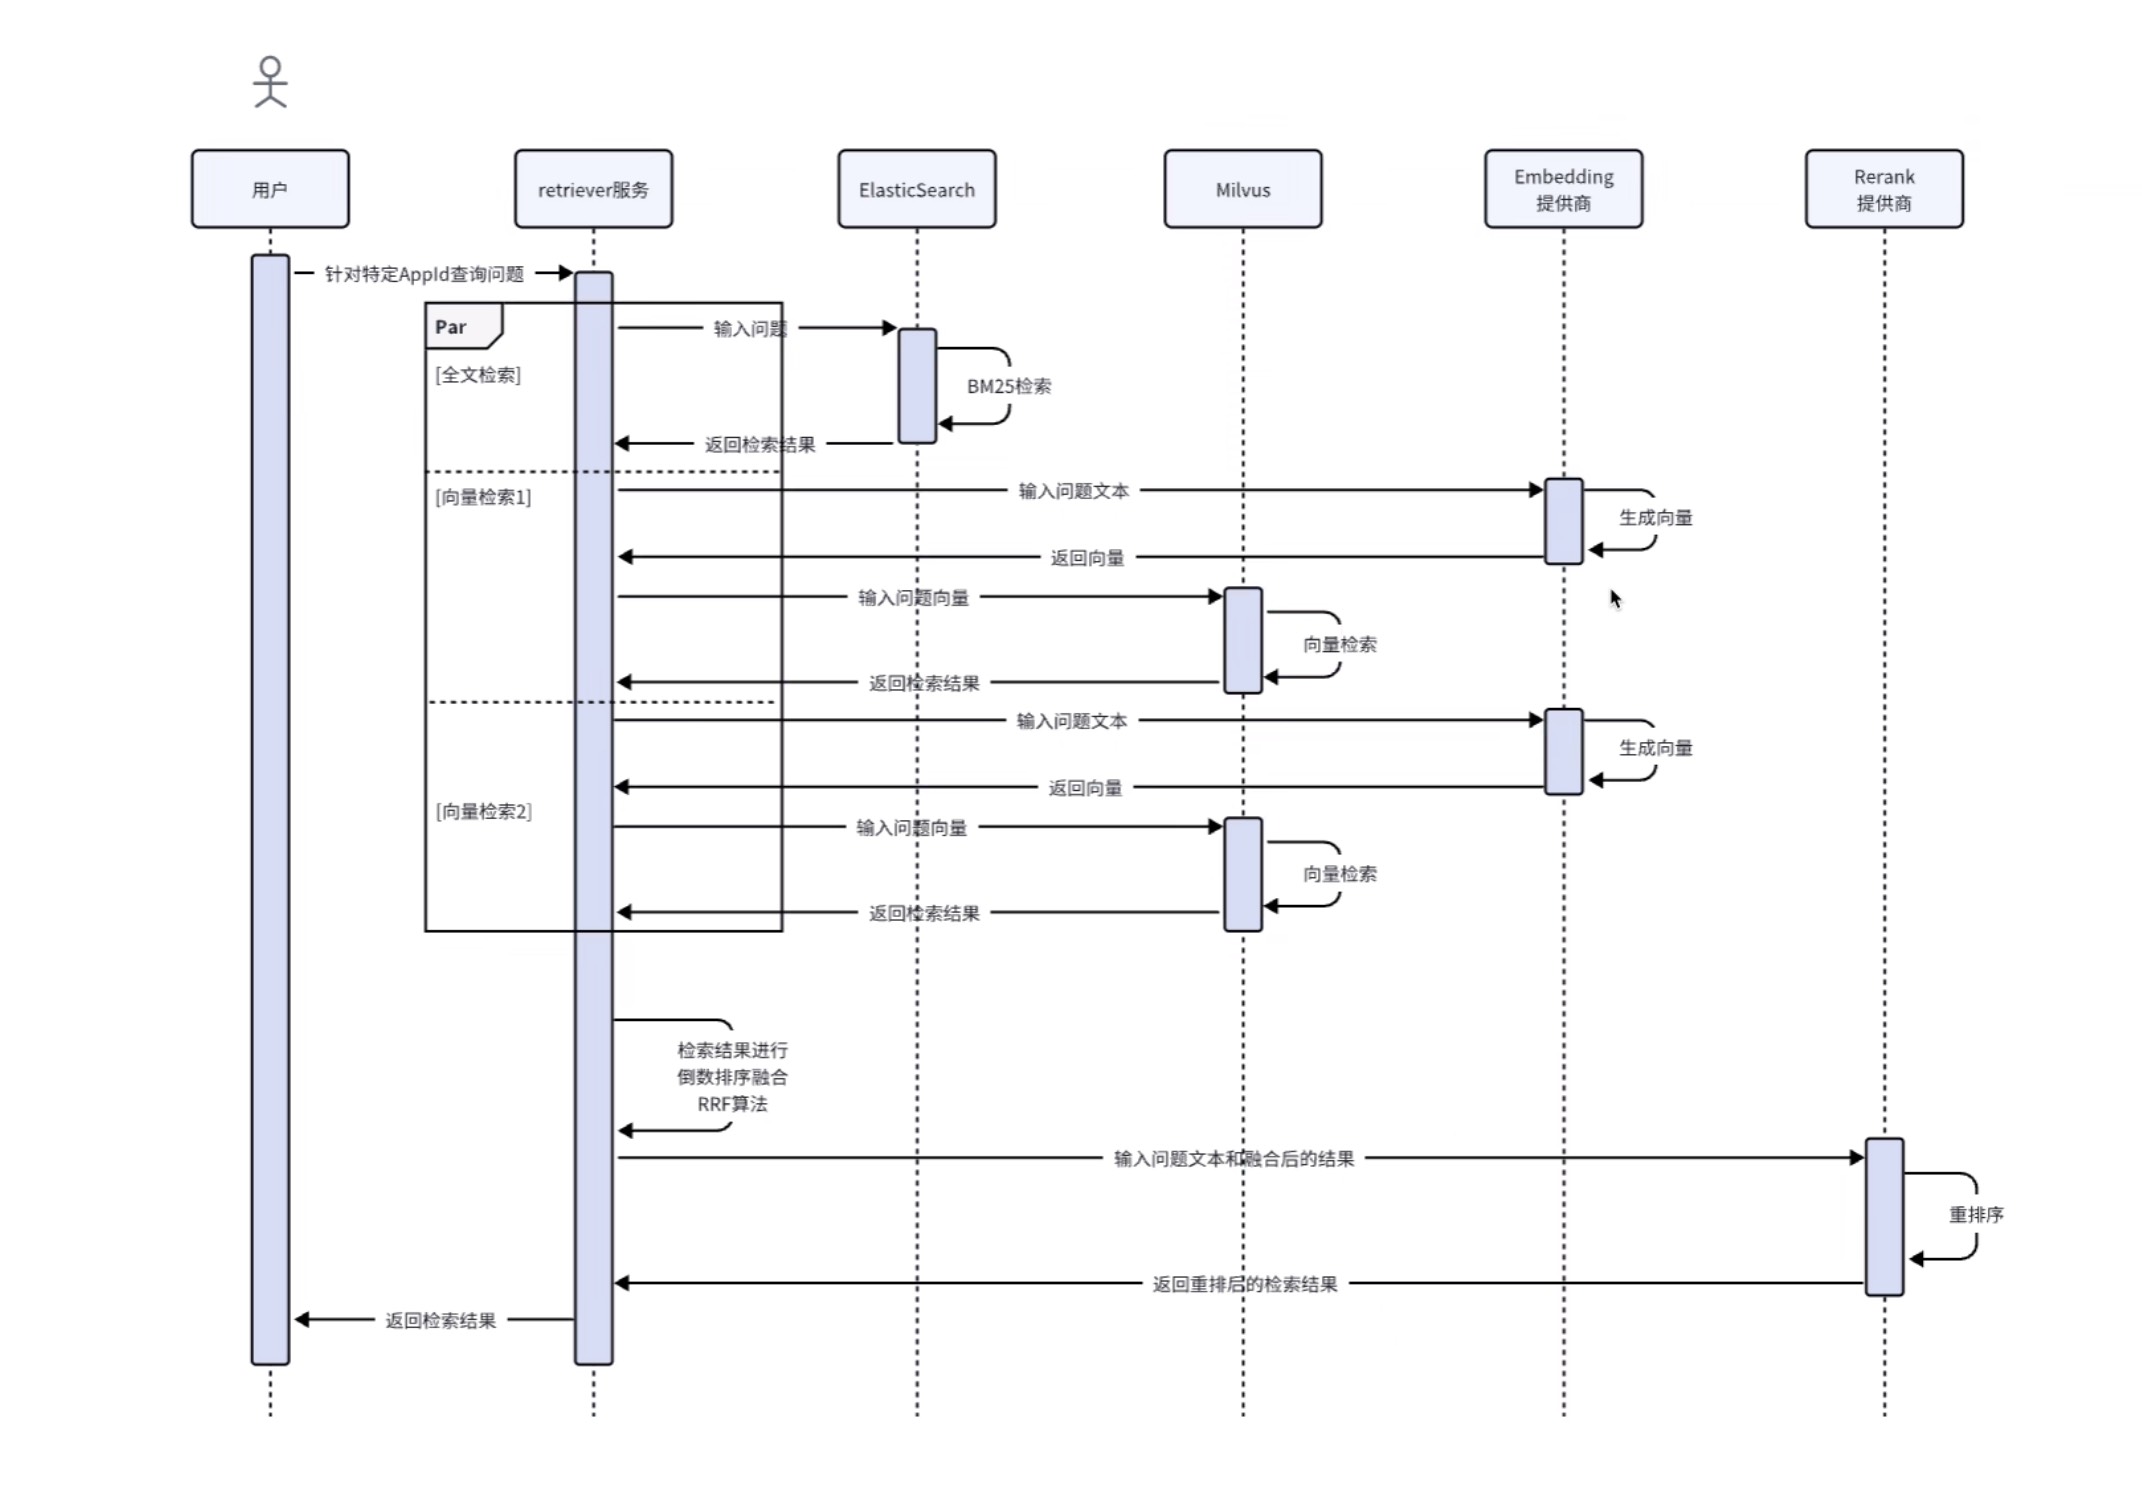 用户
retriever服务
ElasticSearch
Milvus
Embedding
提供商
Rerank
提供商
针对特定AppId查询问题
Par
输入问题
[全文检索]
BM25检索
返回检索结果
[向量检索1]
输入问题文本
生成向量
返回向量
输入问题向量
向量检索
返回检索结果
输入问题文本
生成向量
返回向量
[向量检索2]
输入问题向量
向量检索
返回检索结果
检索结果进行
倒数排序融合
RRF算法
输入问题文本和融合后的结果
重排序
返回重排后的检索结果
返回检索结果